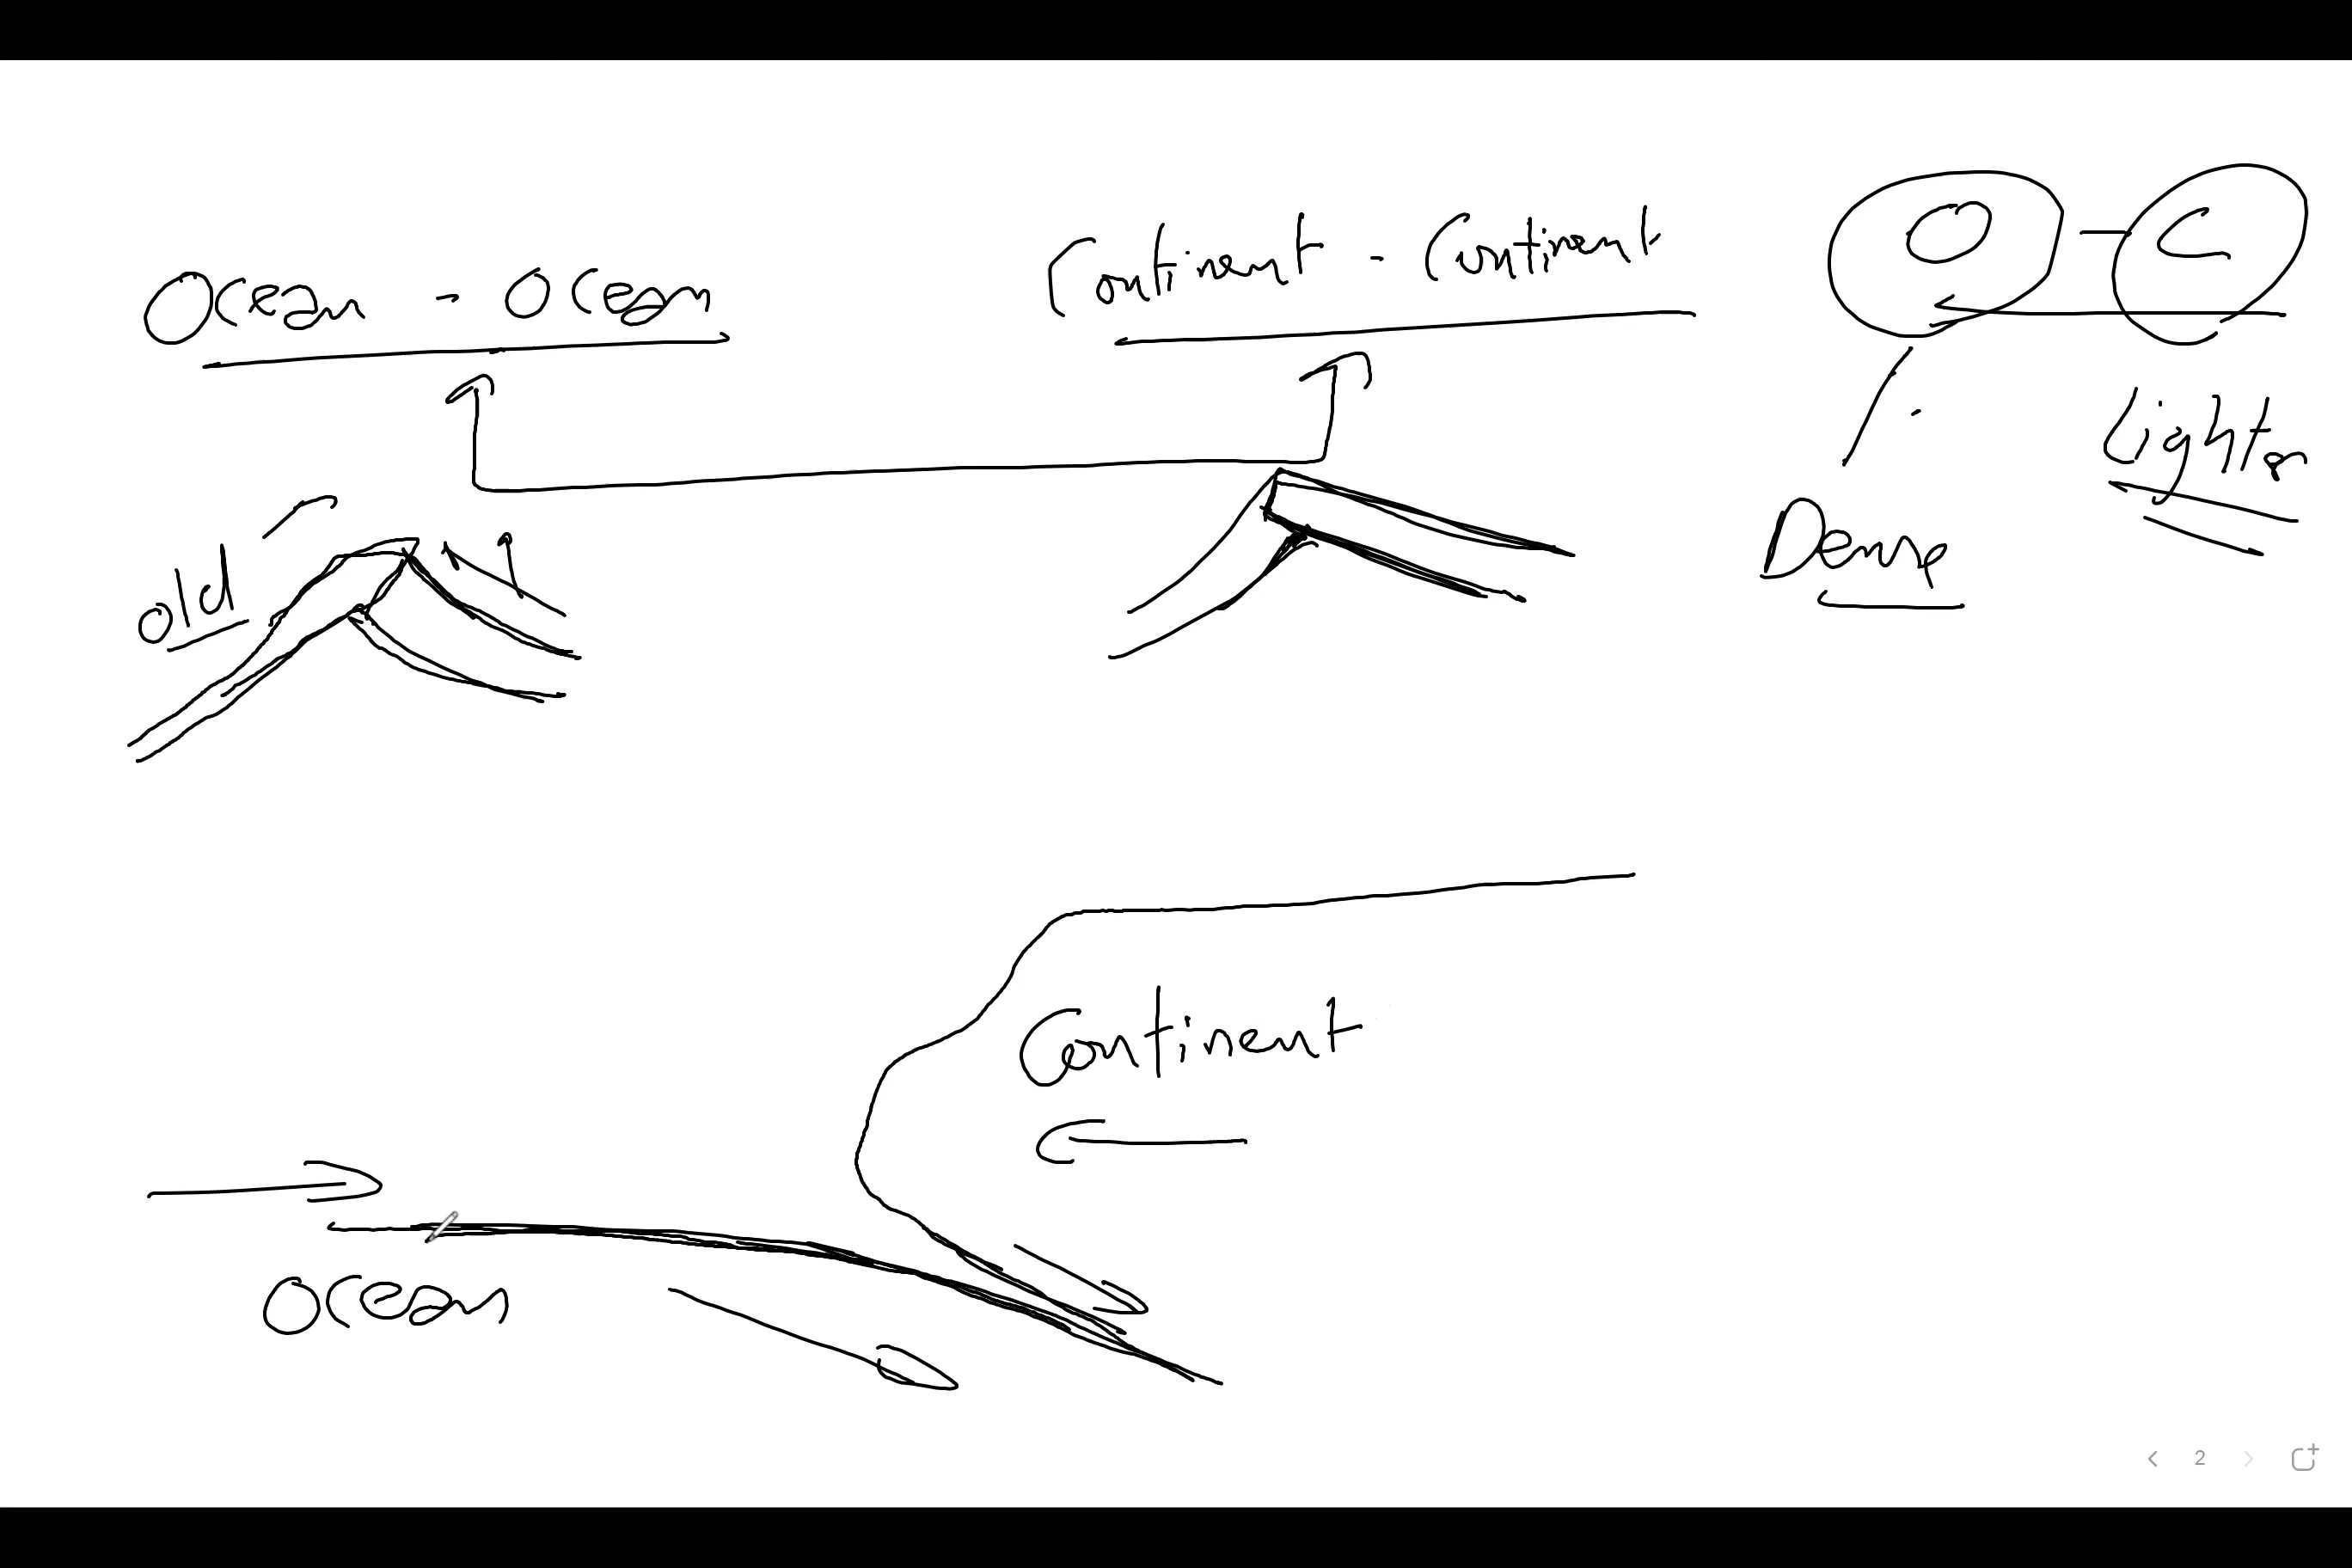 Ocean - Ocean
Continent - Continent
O - C
old
Lighter
Dense
Continent
Ocean
2